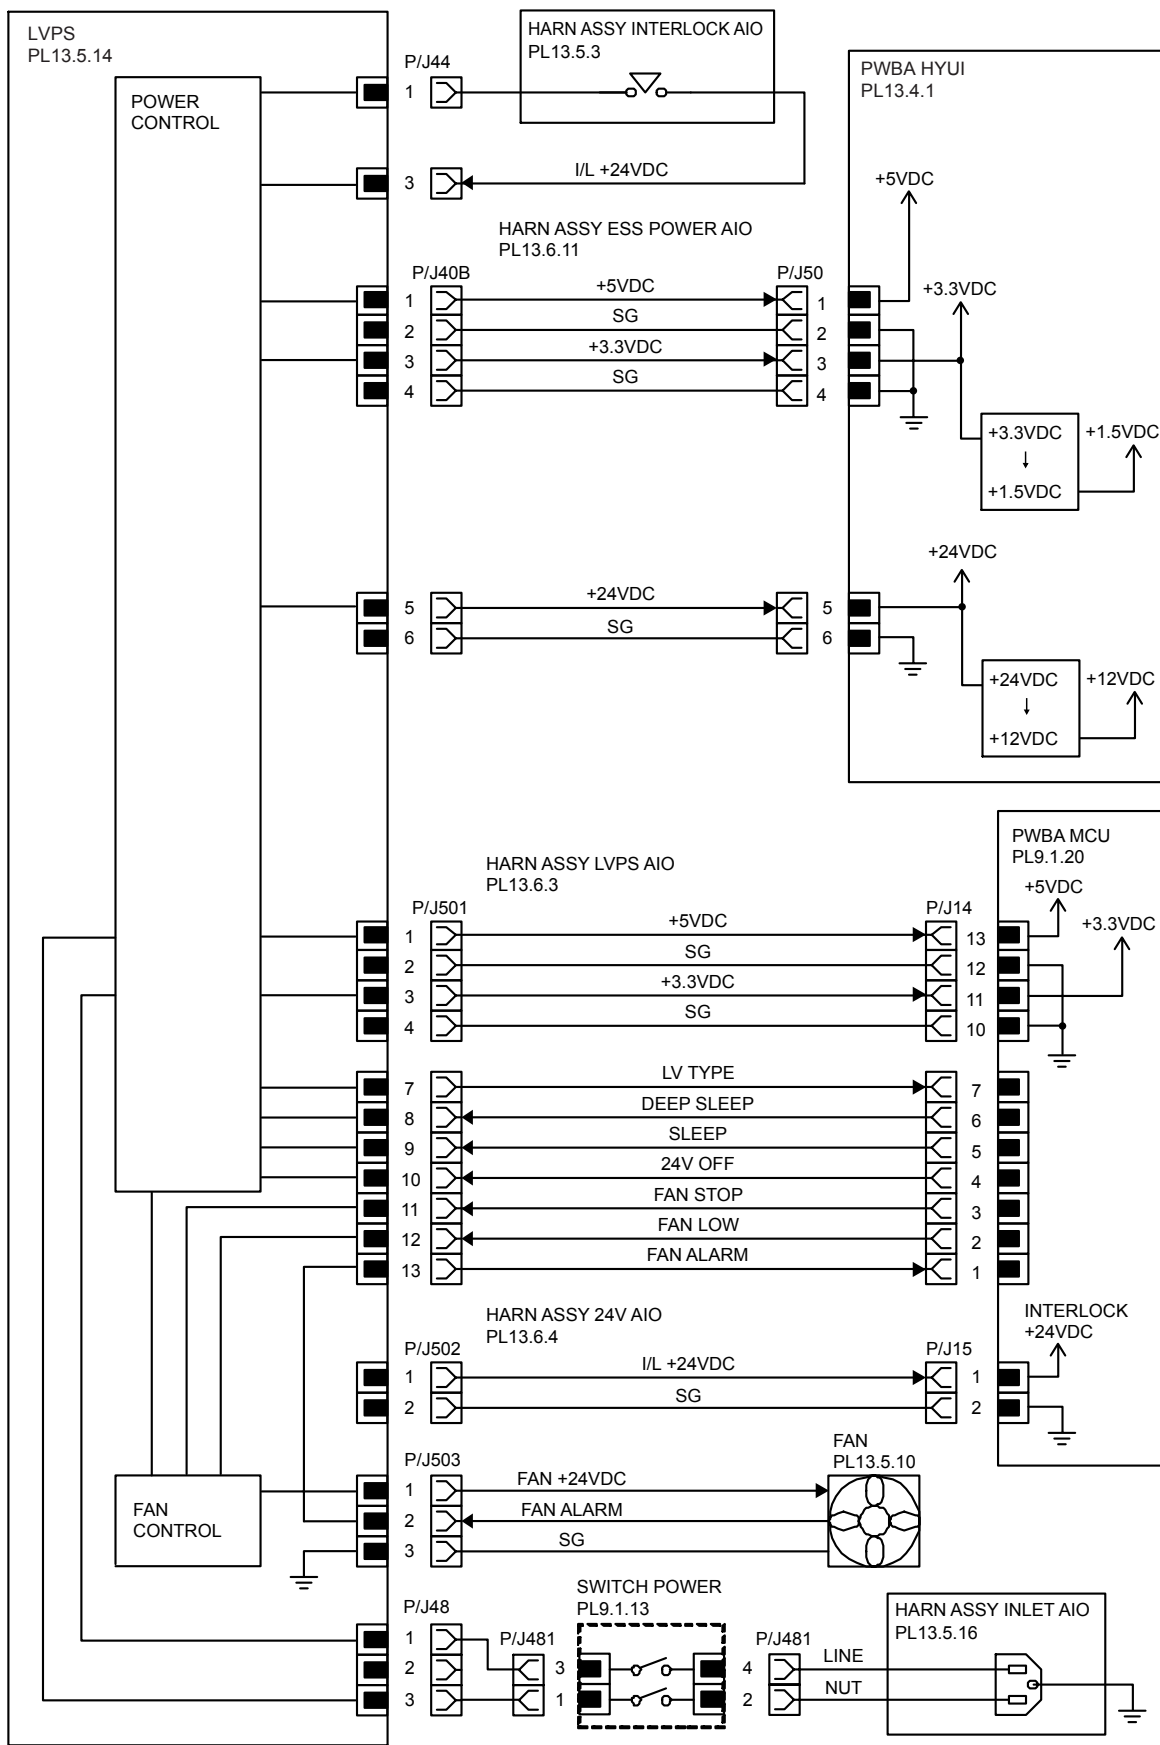 LVPS
PL13.5.14
POWER
CONTROL
P/J44
1
3
HARN ASSY INTERLOCK AIO
PL13.5.3
I/L +24VDC
PWBA HYUI
PL13.4.1
+5VDC
+3.3VDC
+3.3VDC
↓
+1.5VDC
+1.5VDC
+24VDC
+24VDC
↓
+12VDC
+12VDC
HARN ASSY ESS POWER AIO
PL13.6.11
P/J40B
P/J50
1 +5VDC 1
2 SG 2
3 +3.3VDC 3
4 SG 4
5 +24VDC 5
6 SG 6
HARN ASSY LVPS AIO
PL13.6.3
PWBA MCU
PL9.1.20
+5VDC
+3.3VDC
P/J501
P/J14
1 +5VDC 13
2 SG 12
3 +3.3VDC 11
4 SG 10
7 LV TYPE 7
8 DEEP SLEEP 6
9 SLEEP 5
10 24V OFF 4
11 FAN STOP 3
12 FAN LOW 2
13 FAN ALARM 1
HARN ASSY 24V AIO
PL13.6.4
INTERLOCK
+24VDC
P/J502
P/J15
1 I/L +24VDC 1
2 SG 2
FAN
CONTROL
P/J503
FAN
PL13.5.10
1 FAN +24VDC
2 FAN ALARM
3 SG
P/J48
1
2
3
P/J481
3
1
SWITCH POWER
PL9.1.13
P/J481
4
2
LINE
NUT
HARN ASSY INLET AIO
PL13.5.16